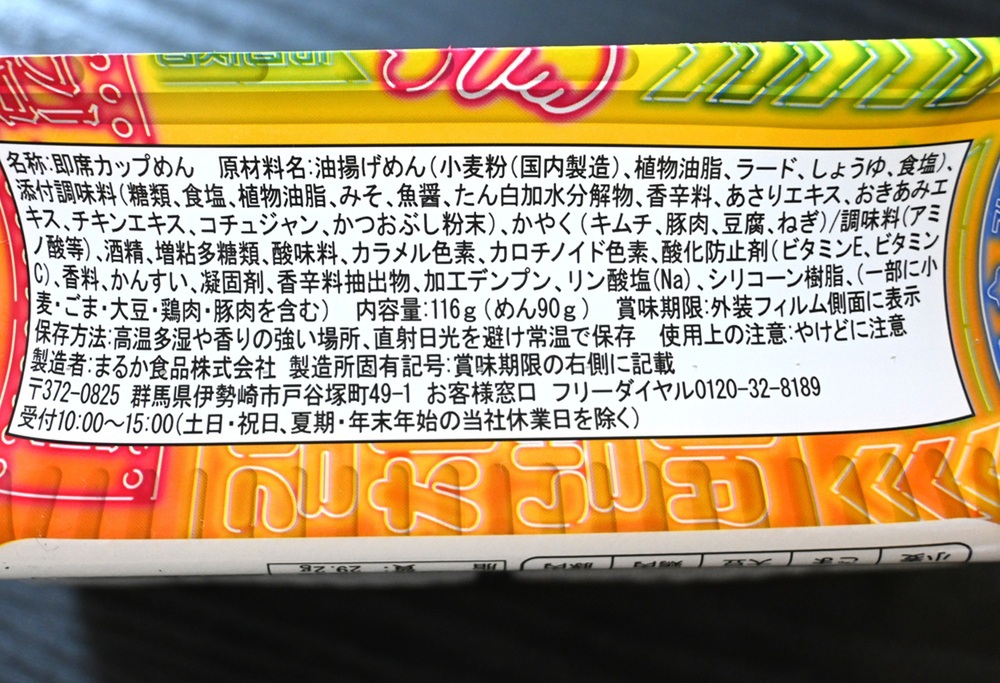 名称:即席カップめん　原材料名:油揚げめん(小麦粉(国内製造)、植物油脂、ラード、しょうゆ、食塩)、
添付調味料(糖類、食塩、植物油脂、みそ、魚醤、たん白加水分解物、香辛料、あさりエキス、おきあみエ
キス、チキンエキス、コチュジャン、かつおぶし粉末)、かやく(キムチ、豚肉、豆腐、ねぎ)/調味料(アミ
ノ酸等)、酒精、増粘多糖類、酸味料、カラメル色素、カロチノイド色素、酸化防止剤(ビタミンE、ビタミン
C)、香料、かんすい、凝固剤、香辛料抽出物、加工デンプン、リン酸塩(Na)、シリコーン樹脂、(一部に小
麦・ごま・大豆・鶏肉・豚肉を含む)　内容量:116g(めん90g)　賞味期限:外装フィルム側面に表示
保存方法:高温多湿や香りの強い場所、直射日光を避け常温で保存　使用上の注意:やけどに注意
製造者:まるか食品株式会社 製造所固有記号:賞味期限の右側に記載
〒372-0825 群馬県伊勢崎市戸谷塚町49-1 お客様窓口 フリーダイヤル0120-32-8189
受付10:00〜15:00(土日・祝日、夏期・年末年始の当社休業日を除く)
小麦 ごま 大豆 鶏肉 豚肉
脂 質: 29.2g